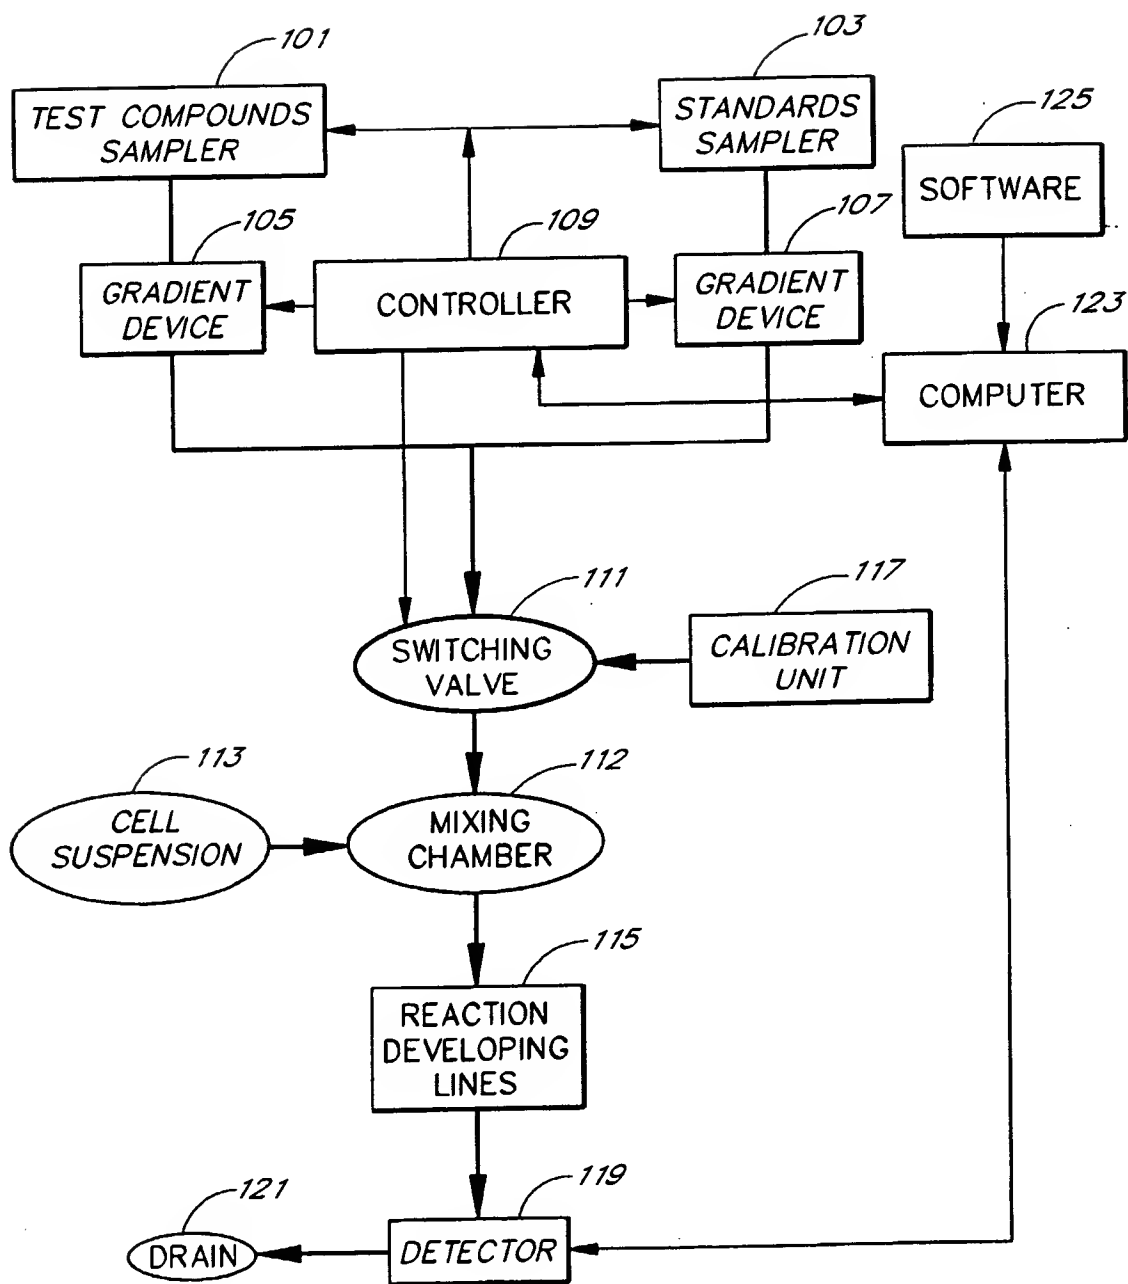 101
TEST COMPOUNDS
SAMPLER
103
STANDARDS
SAMPLER
125
SOFTWARE
105
GRADIENT
DEVICE
109
CONTROLLER
107
GRADIENT
DEVICE
123
COMPUTER
111
SWITCHING
VALVE
117
CALIBRATION
UNIT
113
CELL
SUSPENSION
112
MIXING
CHAMBER
115
REACTION
DEVELOPING
LINES
121
DRAIN
119
DETECTOR